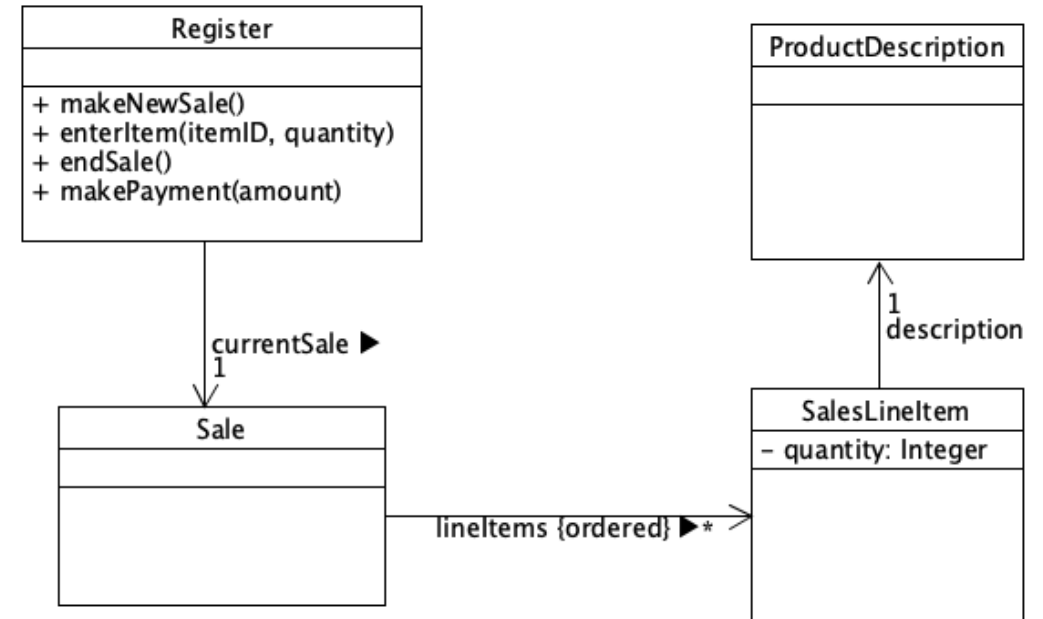 Register
+ makeNewSale()
+ enterItem(itemID, quantity)
+ endSale()
+ makePayment(amount)
ProductDescription
currentSale ▶
1
1
description
Sale
SalesLineItem
- quantity: Integer
lineItems {ordered} ▶*